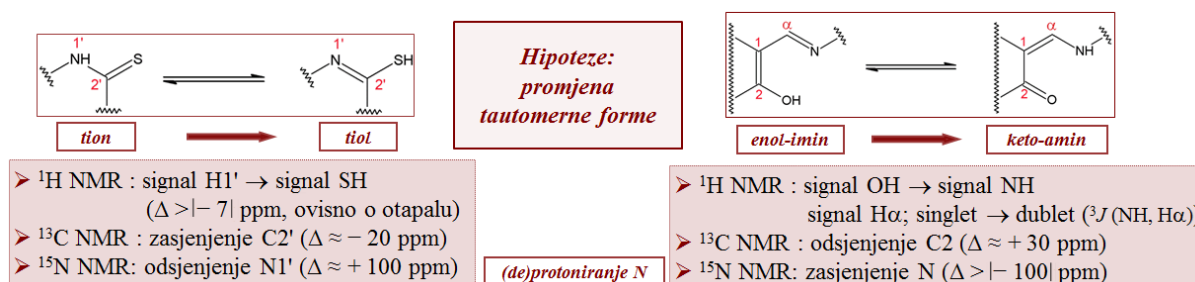 1'
NH
S
2'
1'
N
SH
2'
tion
tiol
Hipoteze:
promjena
tautomerne forme
α
1
N
2
OH
α
1
NH
2
O
enol-imin
keto-amin
➢ ¹H NMR : signal H1' → signal SH
(Δ >|− 7| ppm, ovisno o otapalu)
➢ ¹³C NMR : zasjenjenje C2' (Δ ≈ − 20 ppm)
➢ ¹⁵N NMR: odsjenjenje N1' (Δ ≈ + 100 ppm)
(de)protoniranje N
➢ ¹H NMR : signal OH → signal NH
signal Hα; singlet → dublet (³J (NH, Hα))
➢ ¹³C NMR : odsjenjenje C2 (Δ ≈ + 30 ppm)
➢ ¹⁵N NMR: zasjenjenje N (Δ >|− 100| ppm)